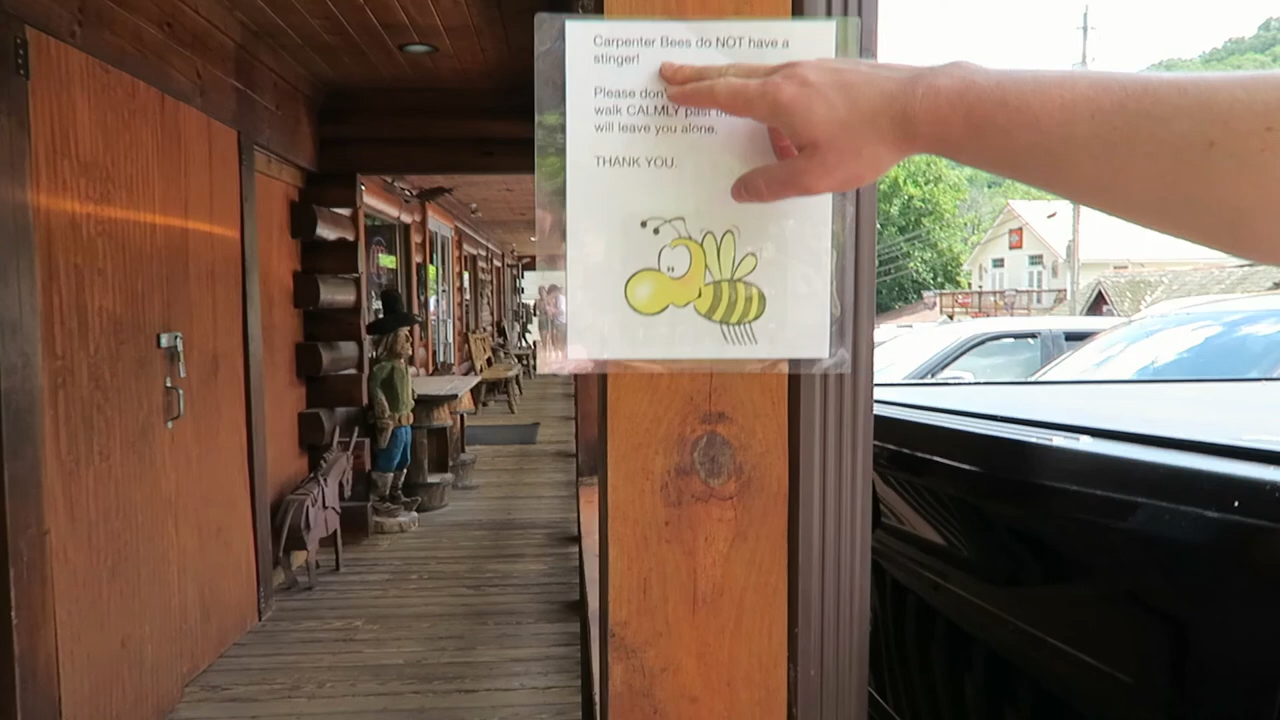 Carpenter Bees do NOT have a
stinger!
Please don'
walk CALMLY past
will leave you alone.
THANK YOU.